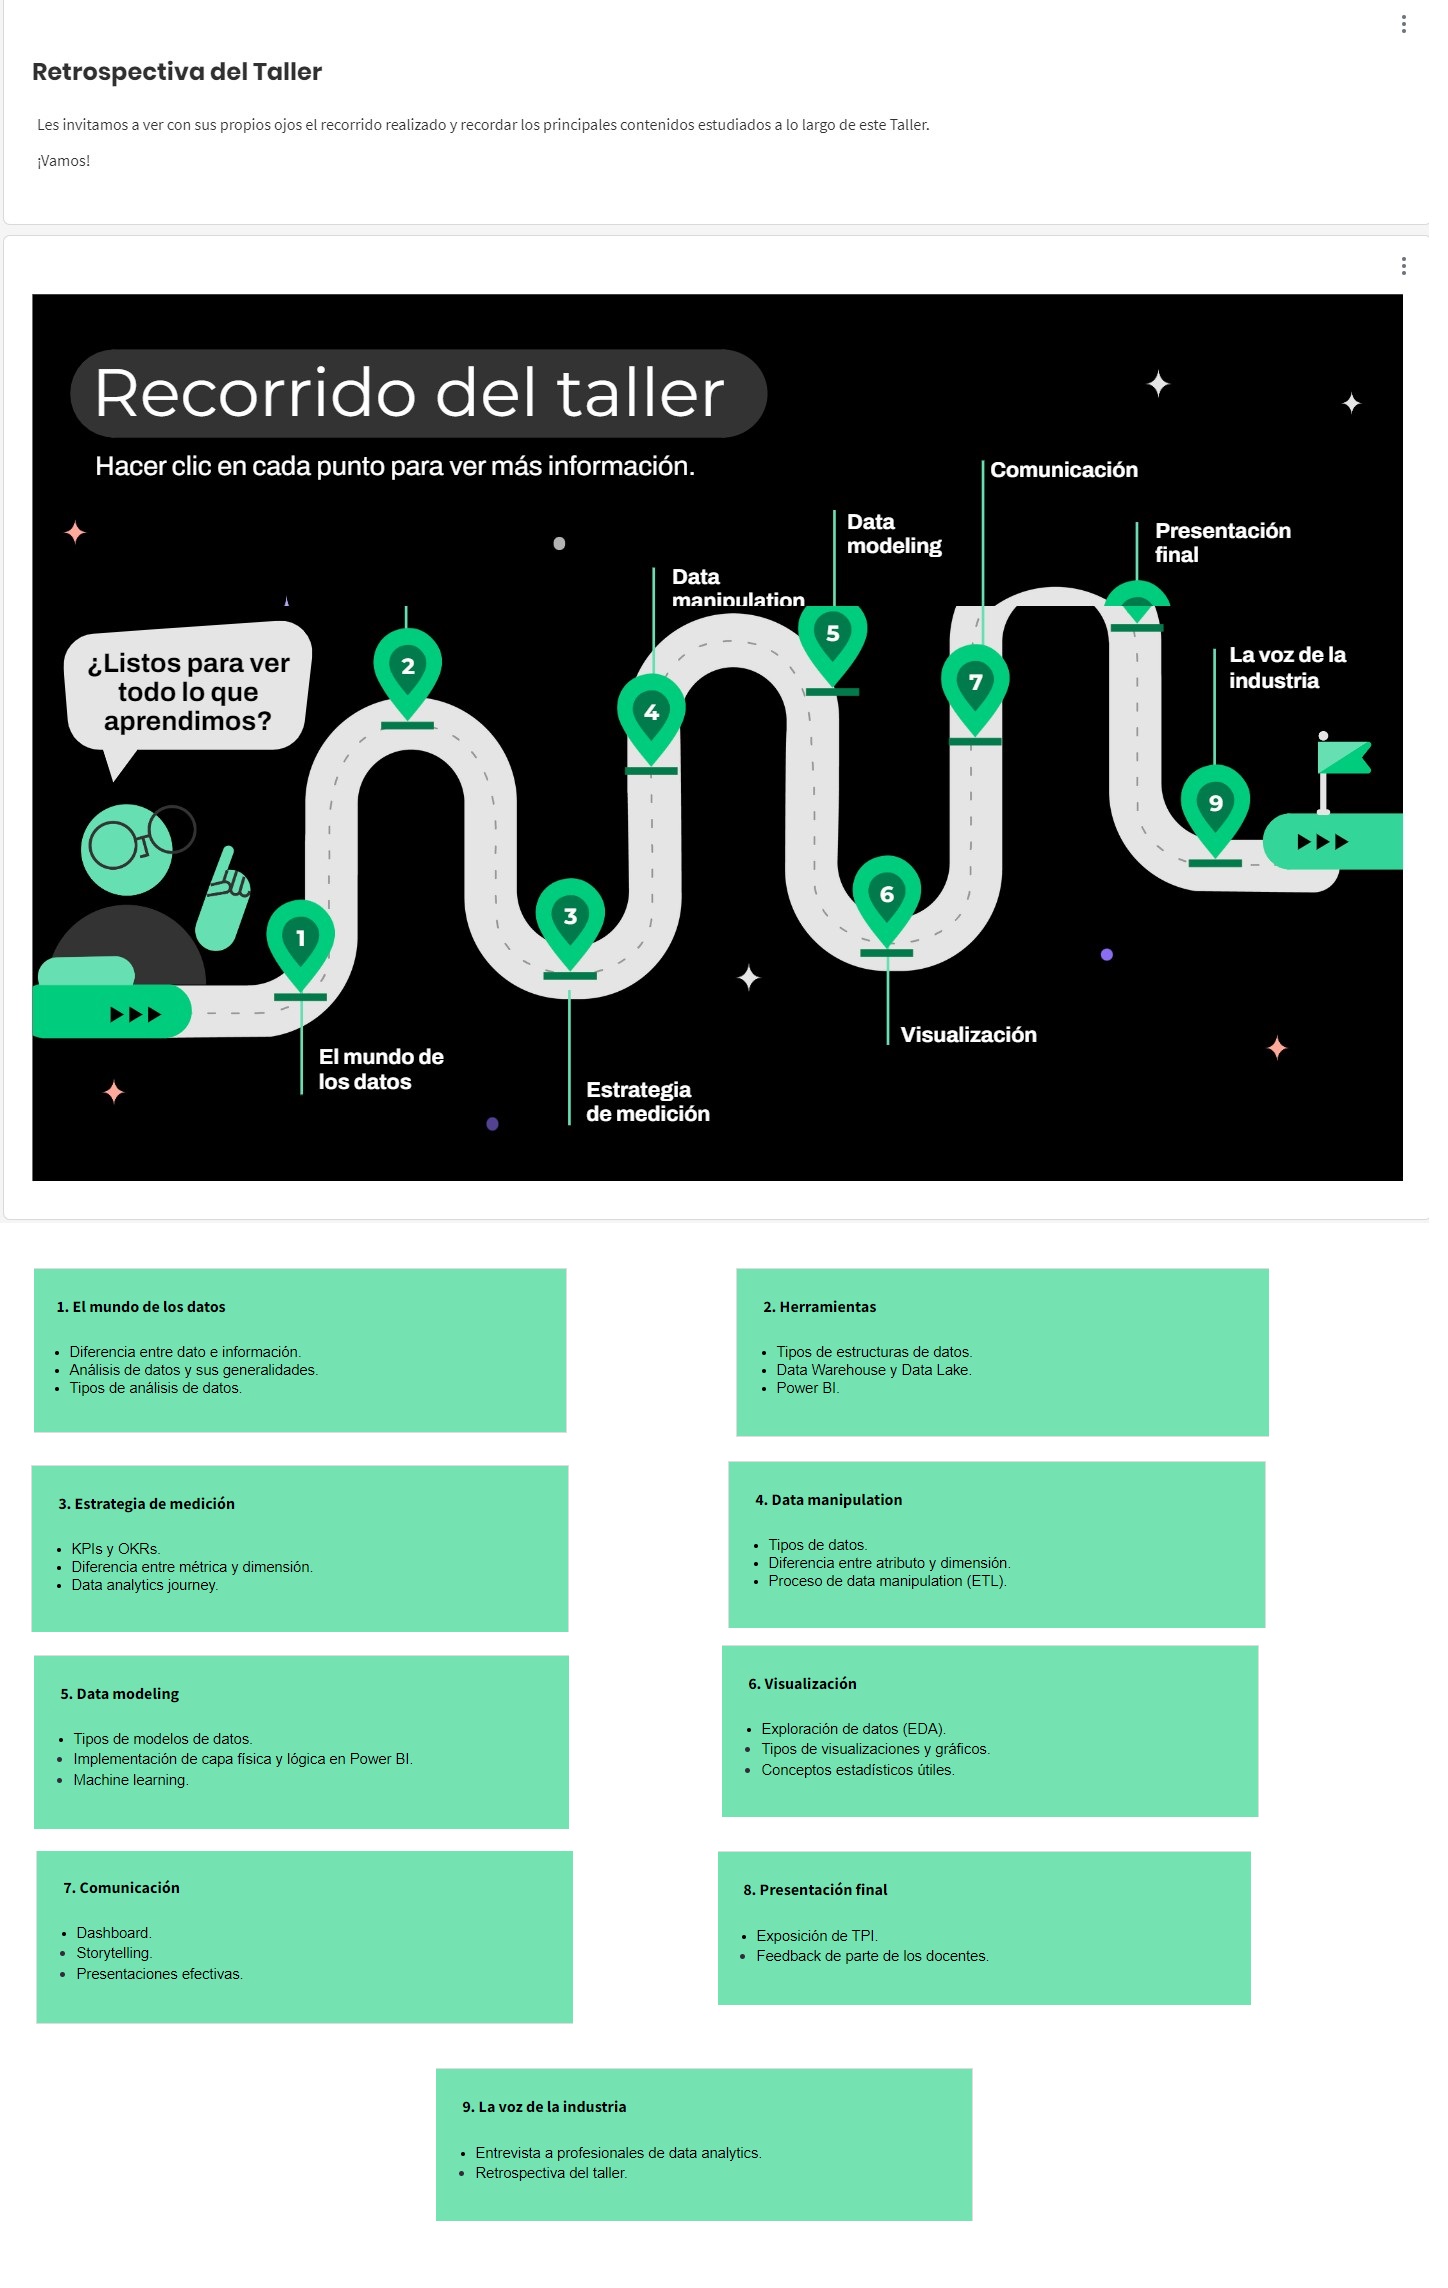 Retrospectiva del Taller
Les invitamos a ver con sus propios ojos el recorrido realizado y recordar los principales contenidos estudiados a lo largo de este Taller.
¡Vamos!
Recorrido del taller
Hacer clic en cada punto para ver más información.
Comunicación
Data
modeling
Presentación
final
Data
manipulation
¿Listos para ver
todo lo que
aprendimos?
La voz de la
industria
2
5
7
4
9
6
3
1
Visualización
El mundo de
los datos
Estrategia
de medición
1. El mundo de los datos
• Diferencia entre dato e información.
• Análisis de datos y sus generalidades.
• Tipos de análisis de datos.
2. Herramientas
• Tipos de estructuras de datos.
• Data Warehouse y Data Lake.
• Power BI.
3. Estrategia de medición
• KPIs y OKRs.
• Diferencia entre métrica y dimensión.
• Data analytics journey.
4. Data manipulation
• Tipos de datos.
• Diferencia entre atributo y dimensión.
• Proceso de data manipulation (ETL).
5. Data modeling
• Tipos de modelos de datos.
• Implementación de capa física y lógica en Power BI.
• Machine learning.
6. Visualización
• Exploración de datos (EDA).
• Tipos de visualizaciones y gráficos.
• Conceptos estadísticos útiles.
7. Comunicación
• Dashboard.
• Storytelling.
• Presentaciones efectivas.
8. Presentación final
• Exposición de TPI.
• Feedback de parte de los docentes.
9. La voz de la industria
• Entrevista a profesionales de data analytics.
• Retrospectiva del taller.